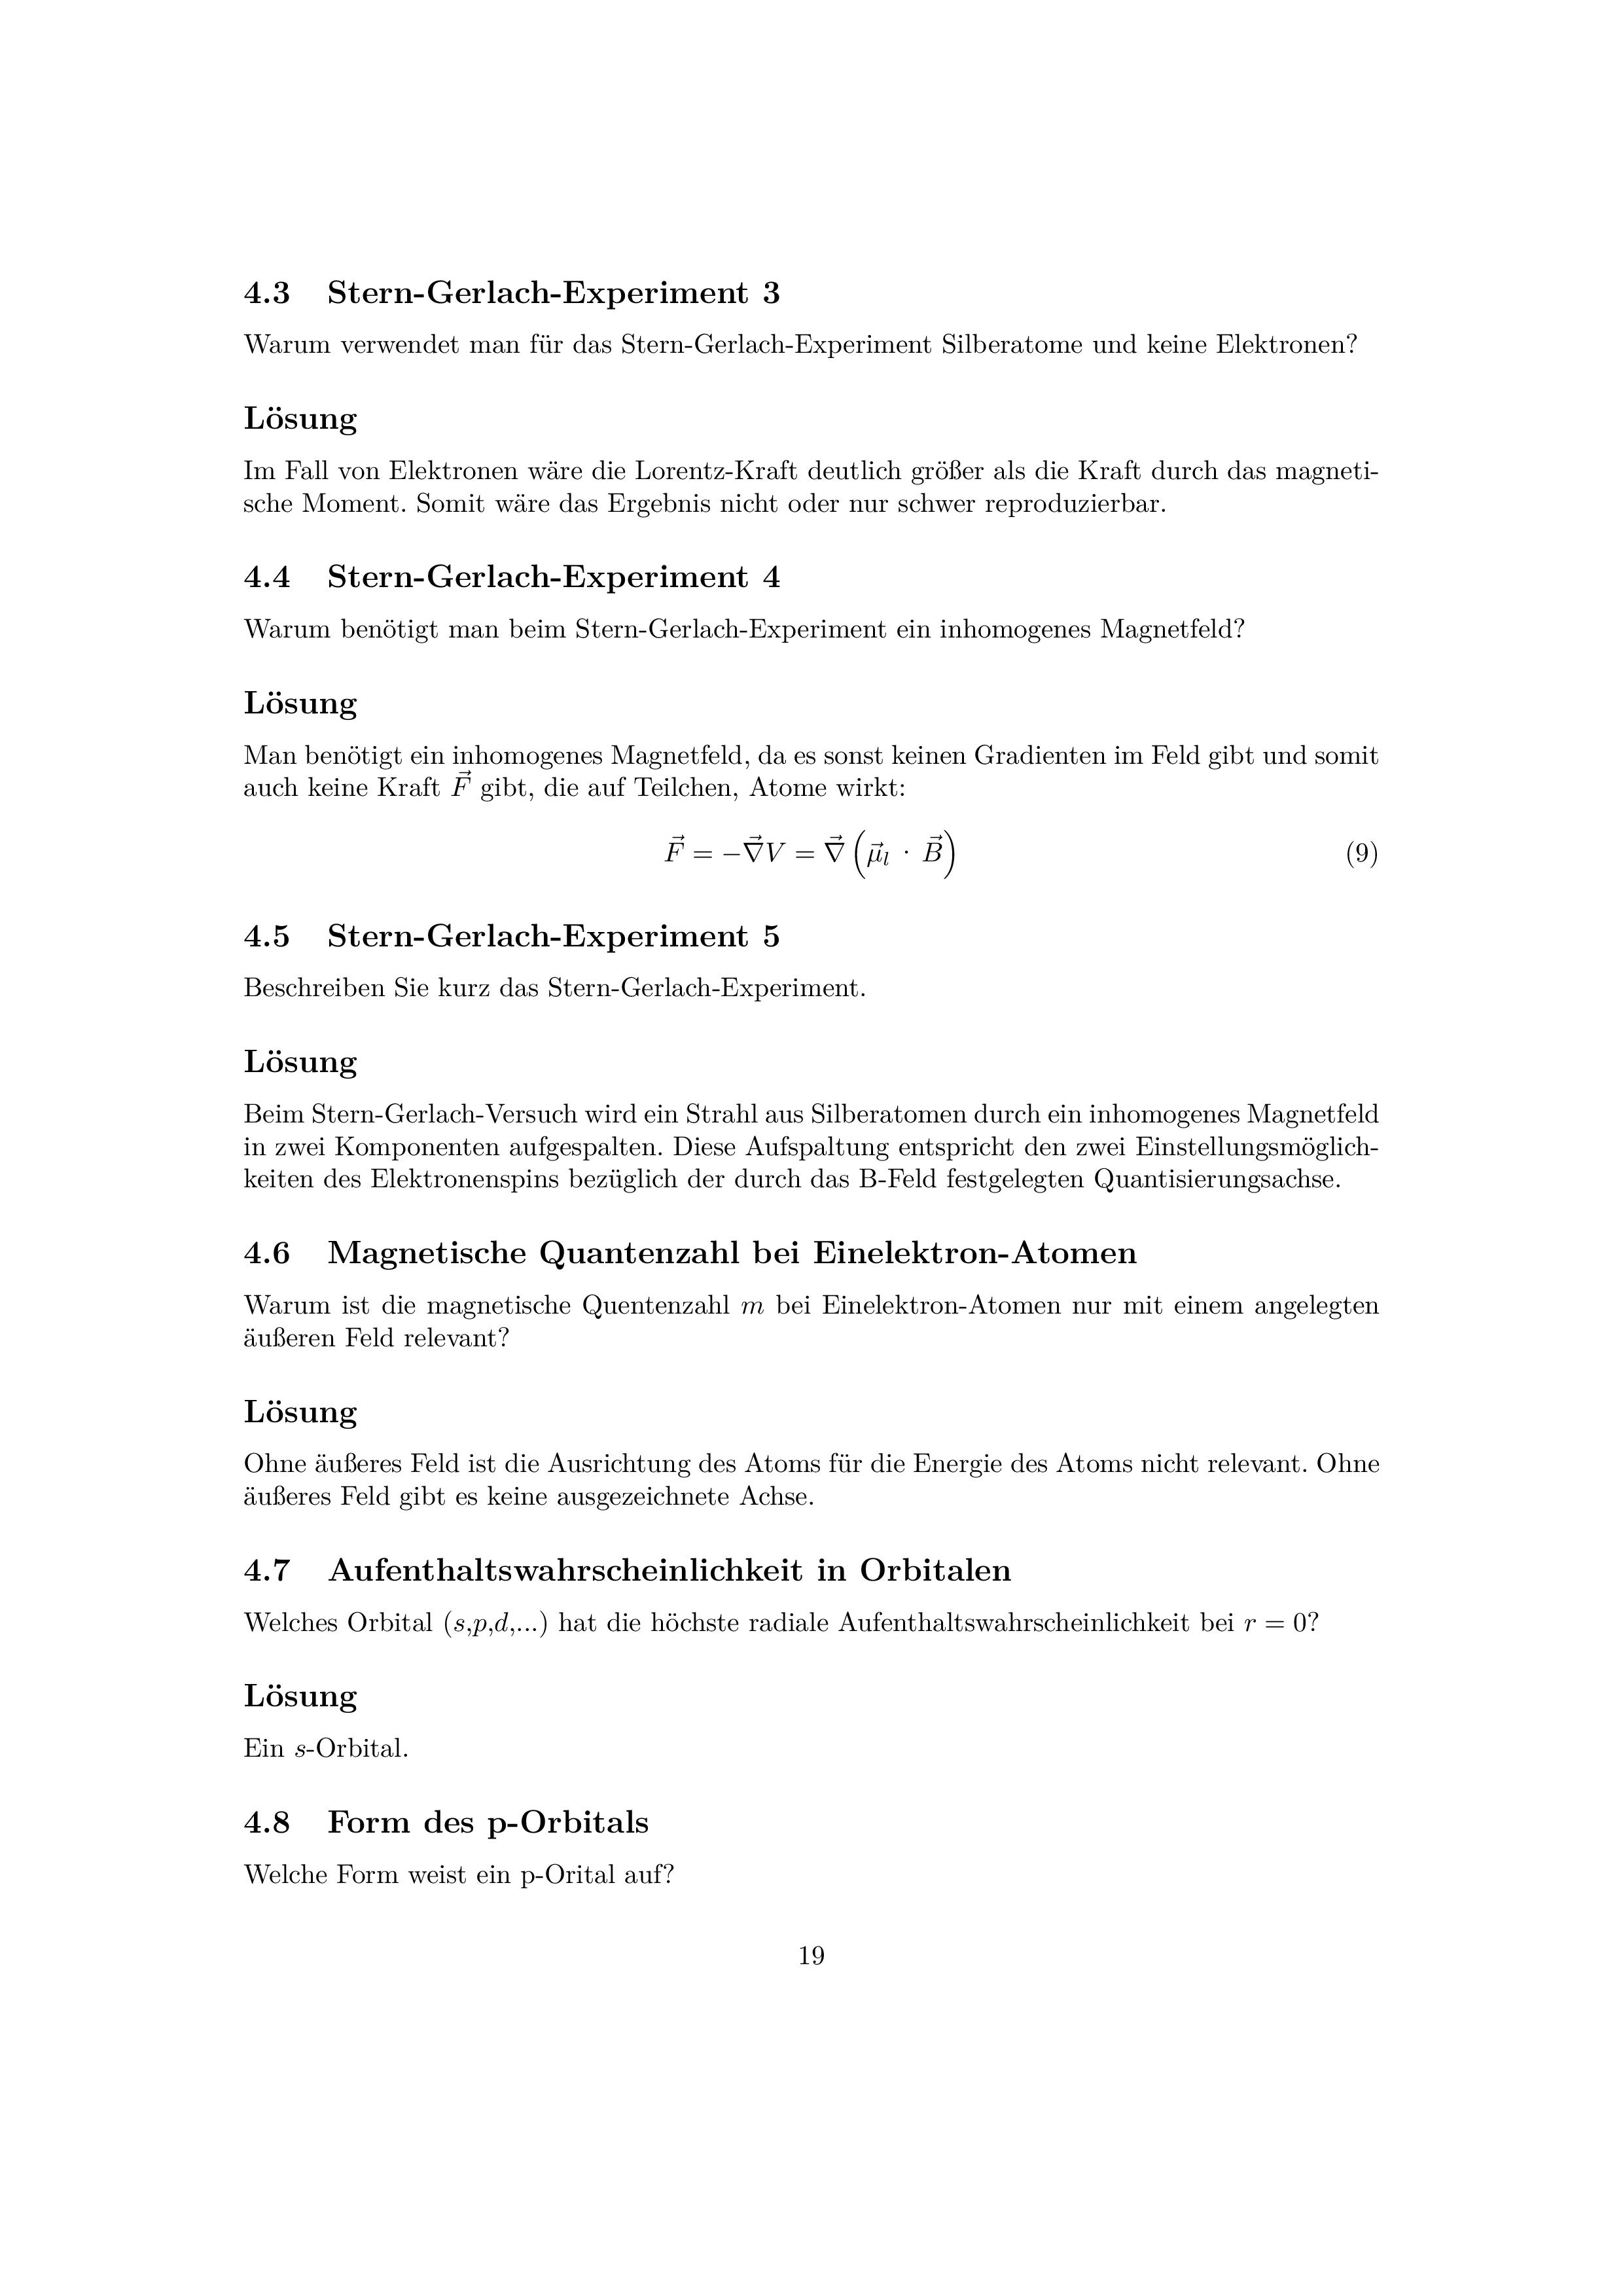 4.3 Stern-Gerlach-Experiment 3
Warum verwendet man für das Stern-Gerlach-Experiment Silberatome und keine Elektronen?
Lösung
Im Fall von Elektronen wäre die Lorentz-Kraft deutlich größer als die Kraft durch das magneti-
sche Moment. Somit wäre das Ergebnis nicht oder nur schwer reproduzierbar.
4.4 Stern-Gerlach-Experiment 4
Warum benötigt man beim Stern-Gerlach-Experiment ein inhomogenes Magnetfeld?
Lösung
Man benötigt ein inhomogenes Magnetfeld, da es sonst keinen Gradienten im Feld gibt und somit
auch keine Kraft $\vec{F}$ gibt, die auf Teilchen, Atome wirkt:
$\vec{F} = -\vec{\nabla} V = \vec{\nabla} \left( \vec{\mu}_l \cdot \vec{B} \right)$ (9)
4.5 Stern-Gerlach-Experiment 5
Beschreiben Sie kurz das Stern-Gerlach-Experiment.
Lösung
Beim Stern-Gerlach-Versuch wird ein Strahl aus Silberatomen durch ein inhomogenes Magnetfeld
in zwei Komponenten aufgespalten. Diese Aufspaltung entspricht den zwei Einstellungsmöglich-
keiten des Elektronenspins bezüglich der durch das B-Feld festgelegten Quantisierungsachse.
4.6 Magnetische Quantenzahl bei Einelektron-Atomen
Warum ist die magnetische Quentenzahl m bei Einelektron-Atomen nur mit einem angelegten
äußeren Feld relevant?
Lösung
Ohne äußeres Feld ist die Ausrichtung des Atoms für die Energie des Atoms nicht relevant. Ohne
äußeres Feld gibt es keine ausgezeichnete Achse.
4.7 Aufenthaltswahrscheinlichkeit in Orbitalen
Welches Orbital (s,p,d,...) hat die höchste radiale Aufenthaltswahrscheinlichkeit bei r = 0?
Lösung
Ein s-Orbital.
4.8 Form des p-Orbitals
Welche Form weist ein p-Orital auf?
19